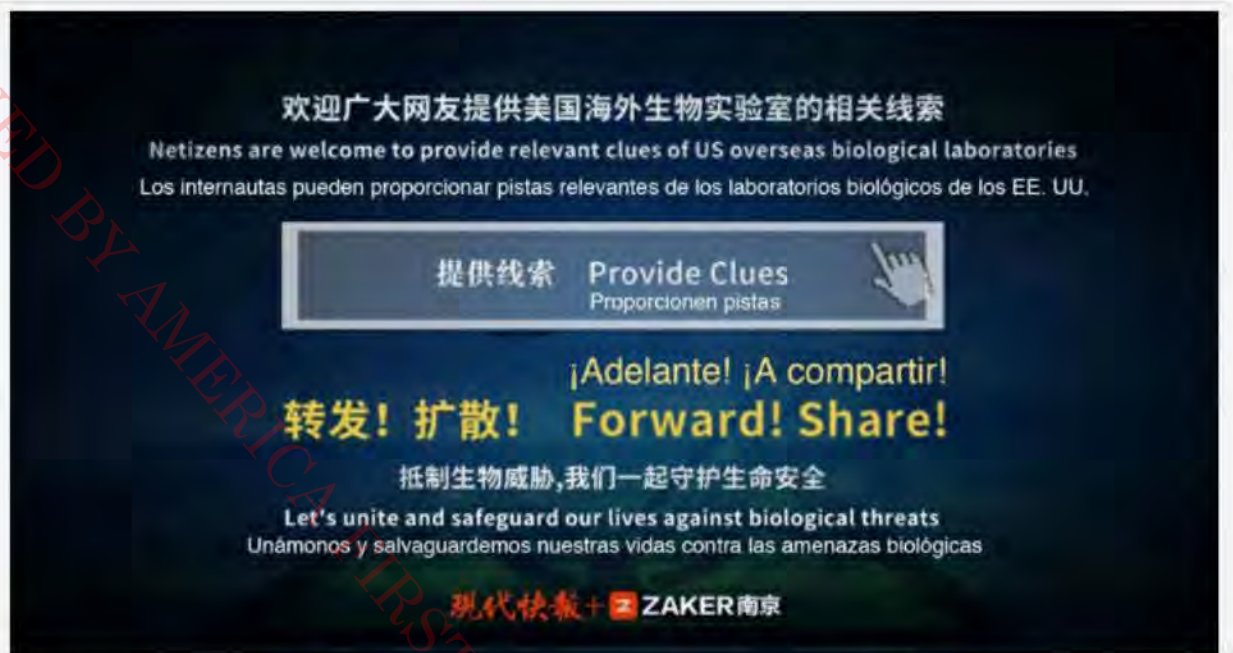 欢迎广大网友提供美国海外生物实验室的相关线索
Netizens are welcome to provide relevant clues of US overseas biological laboratories
Los internautas pueden proporcionar pistas relevantes de los laboratorios biológicos de los EE. UU.
提供线索 Provide Clues
Proporcionen pistas
¡Adelante! ¡A compartir!
转发！扩散！ Forward! Share!
抵制生物威胁,我们一起守护生命安全
Let's unite and safeguard our lives against biological threats
Unámonos y salvaguardemos nuestras vidas contra las amenazas biológicas
现代快报+ Z ZAKER南京
ED BY AMERICA FIRST